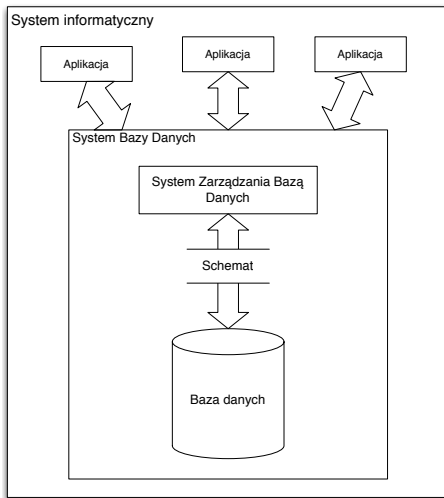 System informatyczny
Aplikacja
Aplikacja
Aplikacja
System Bazy Danych
System Zarządzania Bazą
Danych
Schemat
Baza danych